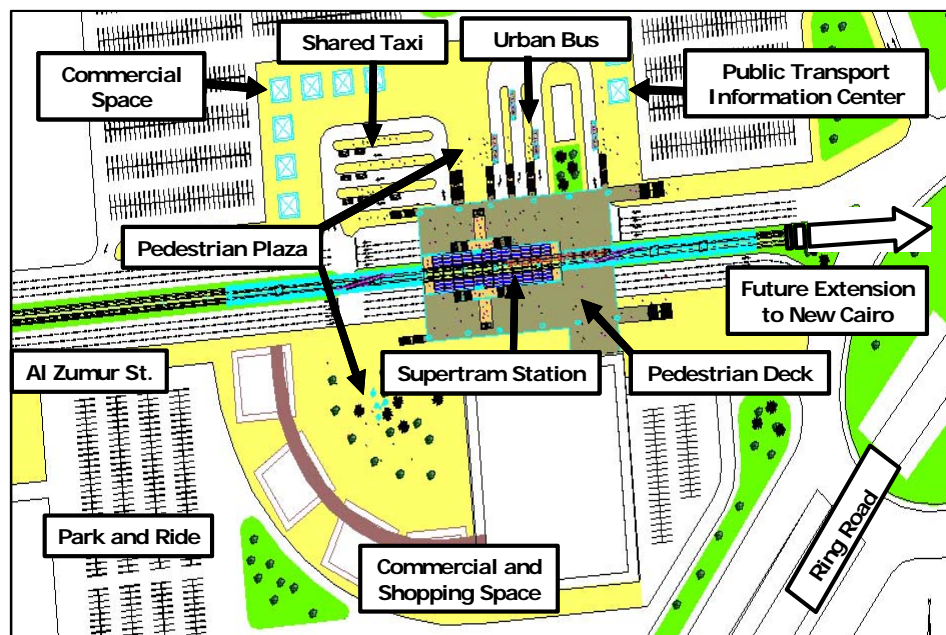 Shared Taxi
Urban Bus
Commercial
Space
Public Transport
Information Center
Pedestrian Plaza
Future Extension
to New Cairo
Al Zumur St.
Supertram Station
Pedestrian Deck
Park and Ride
Commercial and
Shopping Space
Ring Road